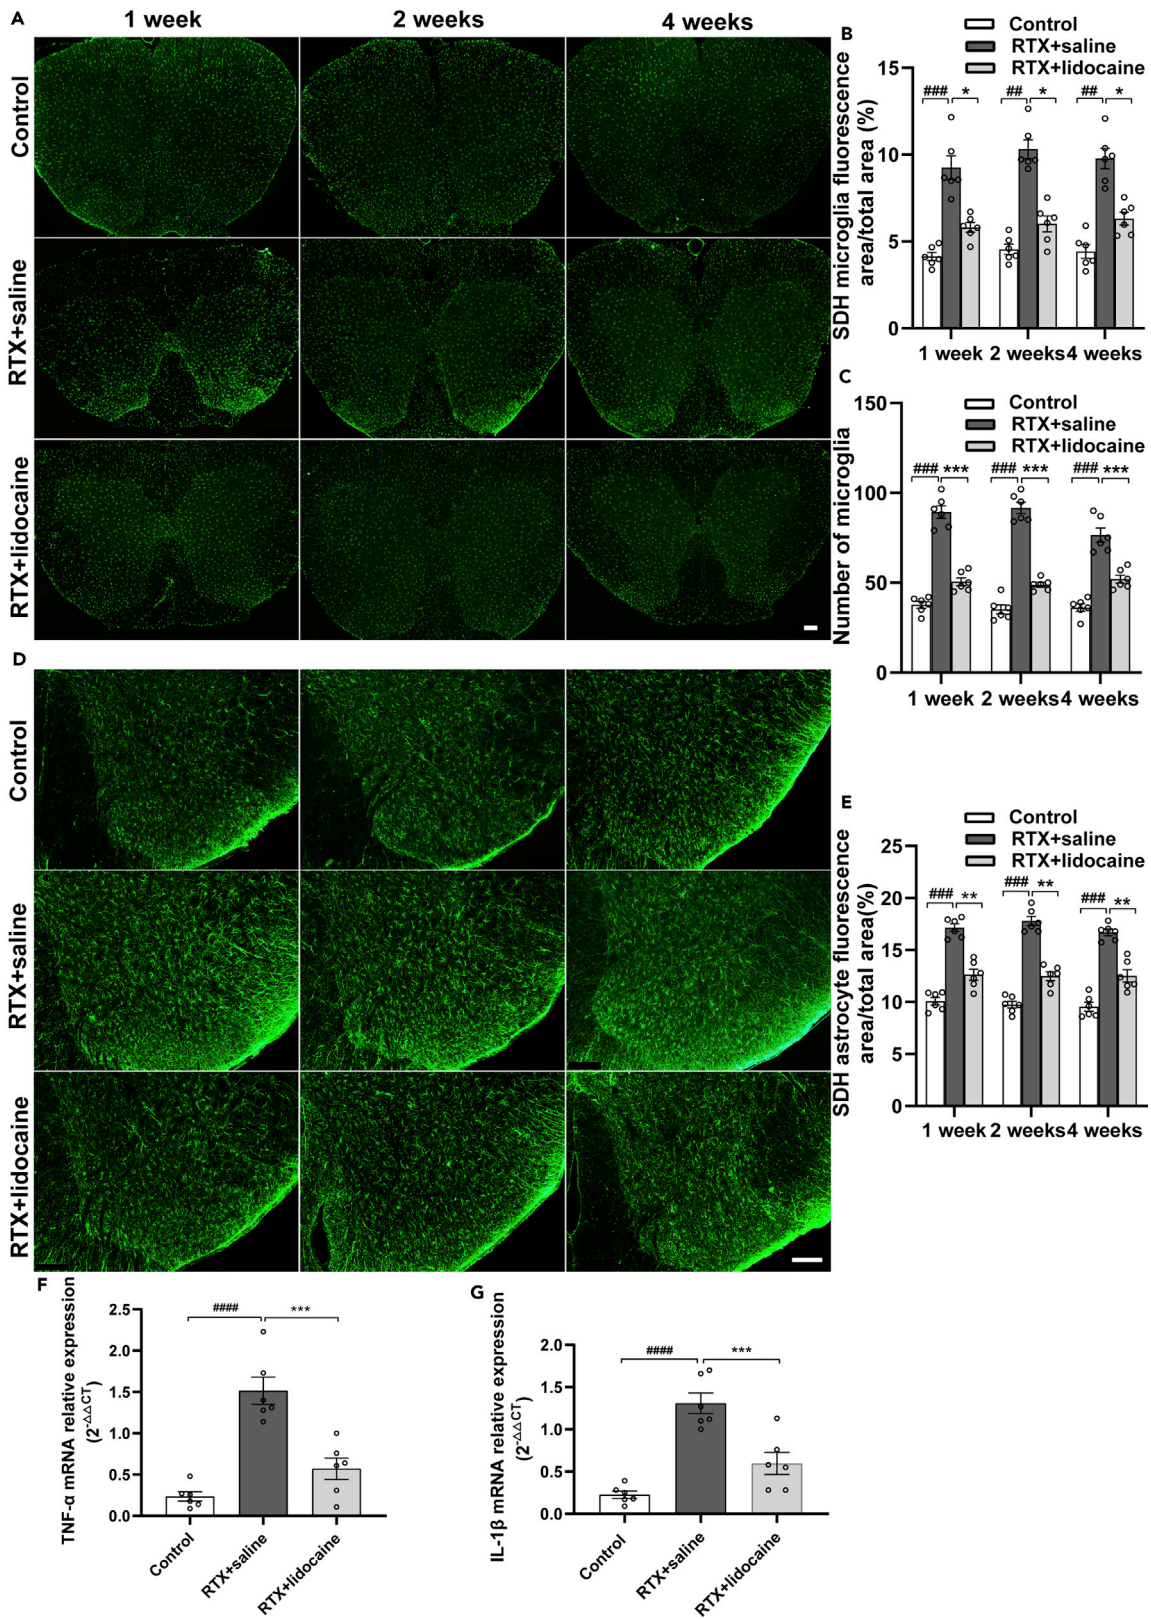 A
1 week
2 weeks
4 weeks
Control
RTX+saline
RTX+lidocaine
B
Control
RTX+saline
RTX+lidocaine
SDH microglia fluorescence
area/total area (%)
15
10
5
0
###
*
##
*
##
*
1 week
2 weeks
4 weeks
C
Control
RTX+saline
RTX+lidocaine
Number of microglia
150
100
50
0
###
***
###
***
###
***
1 week
2 weeks
4 weeks
D
Control
RTX+saline
RTX+lidocaine
E
Control
RTX+saline
RTX+lidocaine
SDH astrocyte fluorescence
area/total area(%)
25
20
15
10
5
0
###
**
###
**
###
**
1 week
2 weeks
4 weeks
F
TNF-α mRNA relative expression
(2-△△CT)
2.5
2.0
1.5
1.0
0.5
0.0
####
***
Control
RTX+saline
RTX+lidocaine
G
IL-1β mRNA relative expression
(2-△△CT)
2.0
1.5
1.0
0.5
0.0
####
***
Control
RTX+saline
RTX+lidocaine